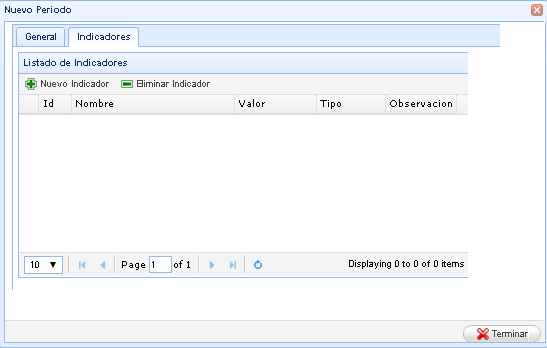 Nuevo Periodo
General Indicadores
Listado de Indicadores
Nuevo Indicador Eliminar Indicador
Id Nombre Valor Tipo Observacion
10 Page 1 of 1 Displaying 0 to 0 of 0 items
Terminar